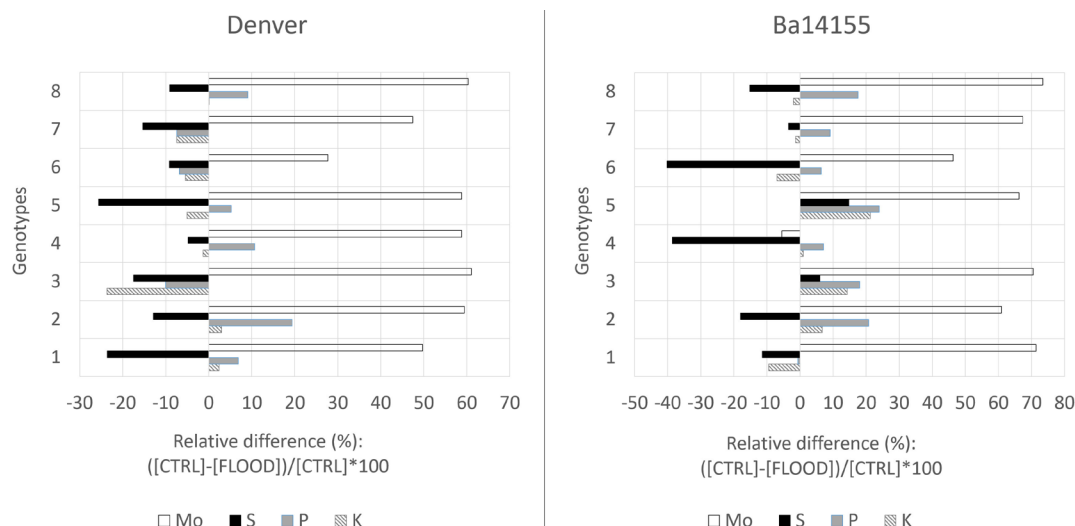 Denver
Genotypes
8
7
6
5
4
3
2
1
-30 -20 -10 0 10 20 30 40 50 60 70
Relative difference (%):
([CTRL]-[FLOOD])/[CTRL]*100
Mo S P K
Ba14155
Genotypes
8
7
6
5
4
3
2
1
-50 -40 -30 -20 -10 0 10 20 30 40 50 60 70 80
Relative difference (%):
([CTRL]-[FLOOD])/[CTRL]*100
Mo S P K